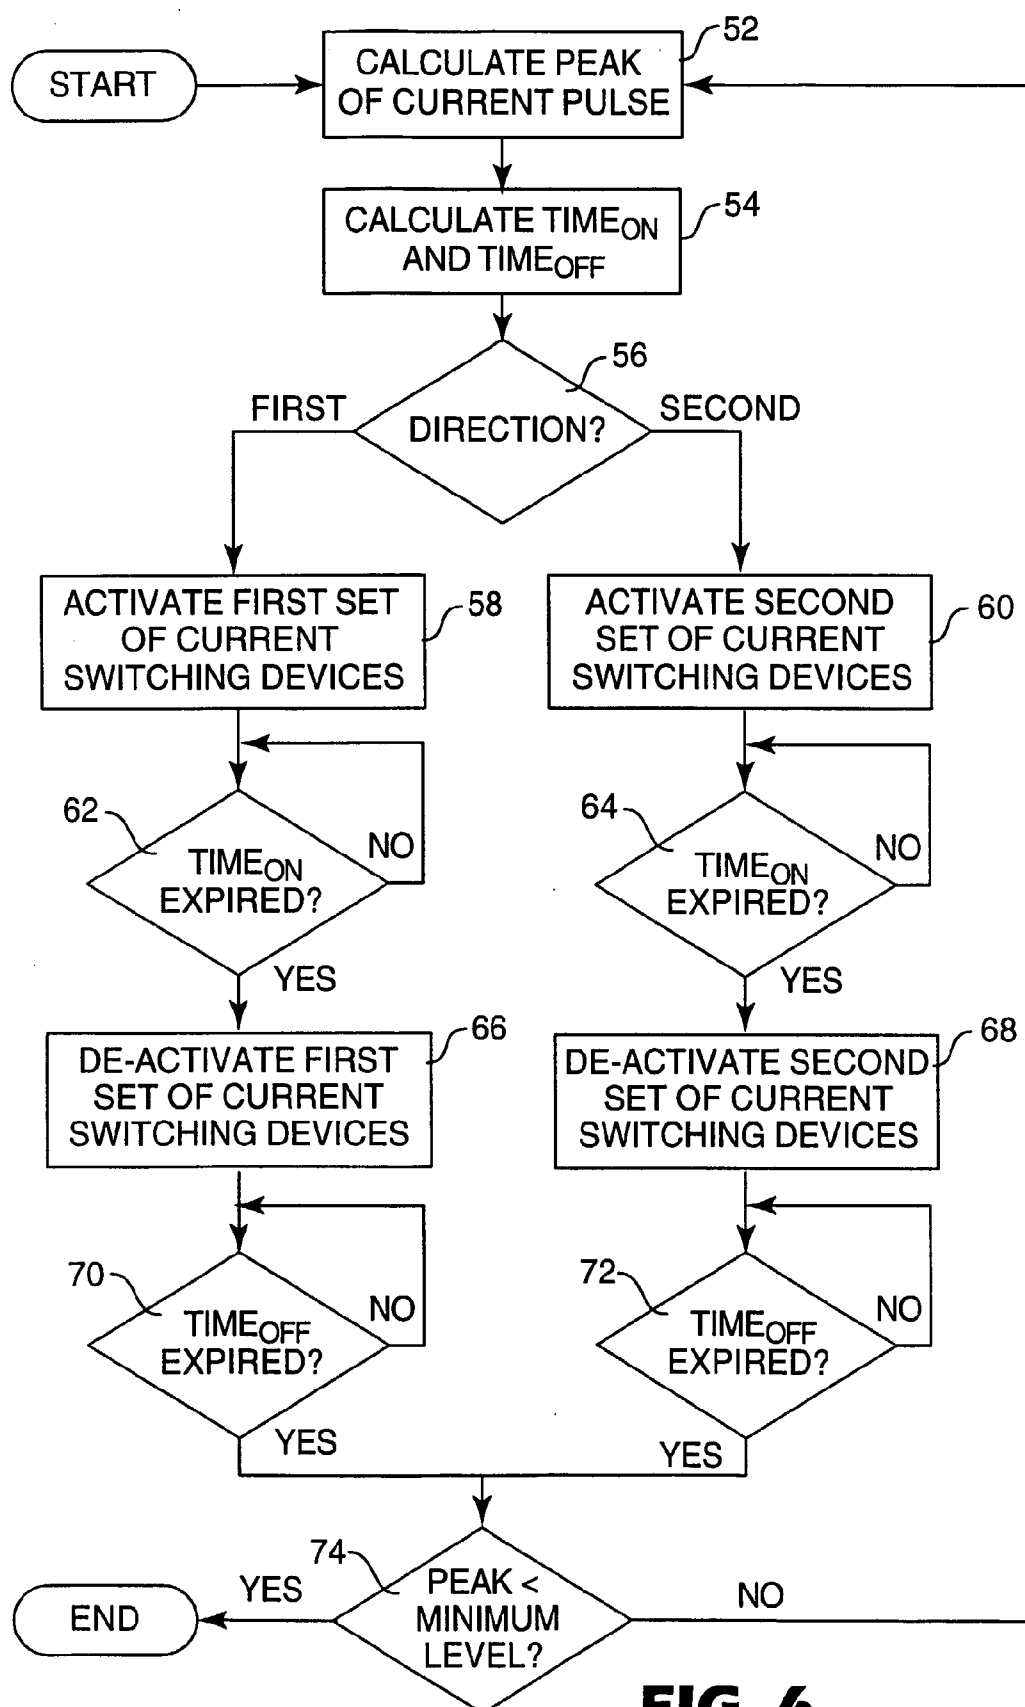 52
START
CALCULATE PEAK
OF CURRENT PULSE
54
CALCULATE TIMEON
AND TIMEOFF
56
FIRST
SECOND
DIRECTION?
ACTIVATE FIRST SET
OF CURRENT
SWITCHING DEVICES
58
ACTIVATE SECOND
SET OF CURRENT
SWITCHING DEVICES
60
62
NO
TIMEON
EXPIRED?
YES
64
NO
TIMEON
EXPIRED?
YES
66
DE-ACTIVATE FIRST
SET OF CURRENT
SWITCHING DEVICES
68
DE-ACTIVATE SECOND
SET OF CURRENT
SWITCHING DEVICES
70
NO
TIMEOFF
EXPIRED?
YES
72
NO
TIMEOFF
EXPIRED?
YES
74
PEAK <
MINIMUM
LEVEL?
YES
NO
END